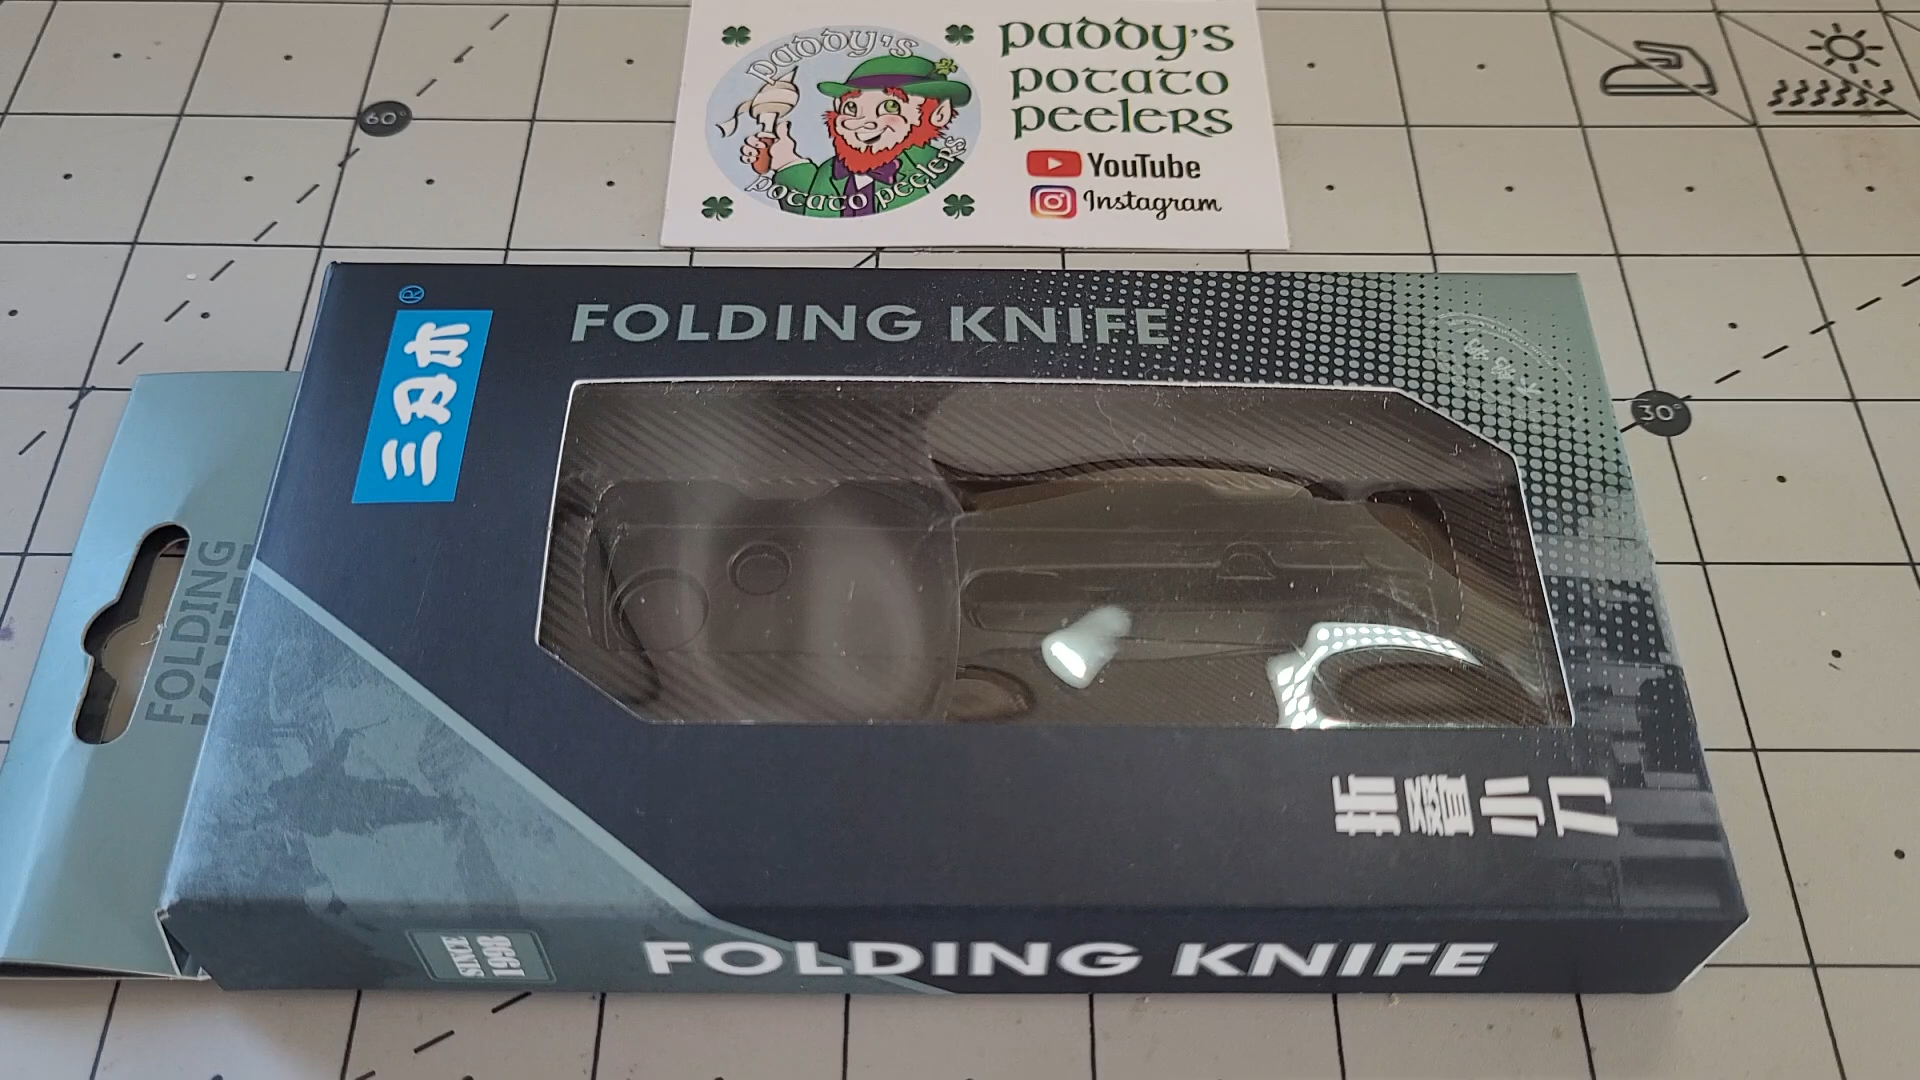 paddy's
potato peelers
paddy's
potato
peelers
YouTube
Instagram
60°
30°
三刃木
®
FOLDING KNIFE
FOLDING
KNIFE
折叠小刀
SINCE
1998
FOLDING KNIFE